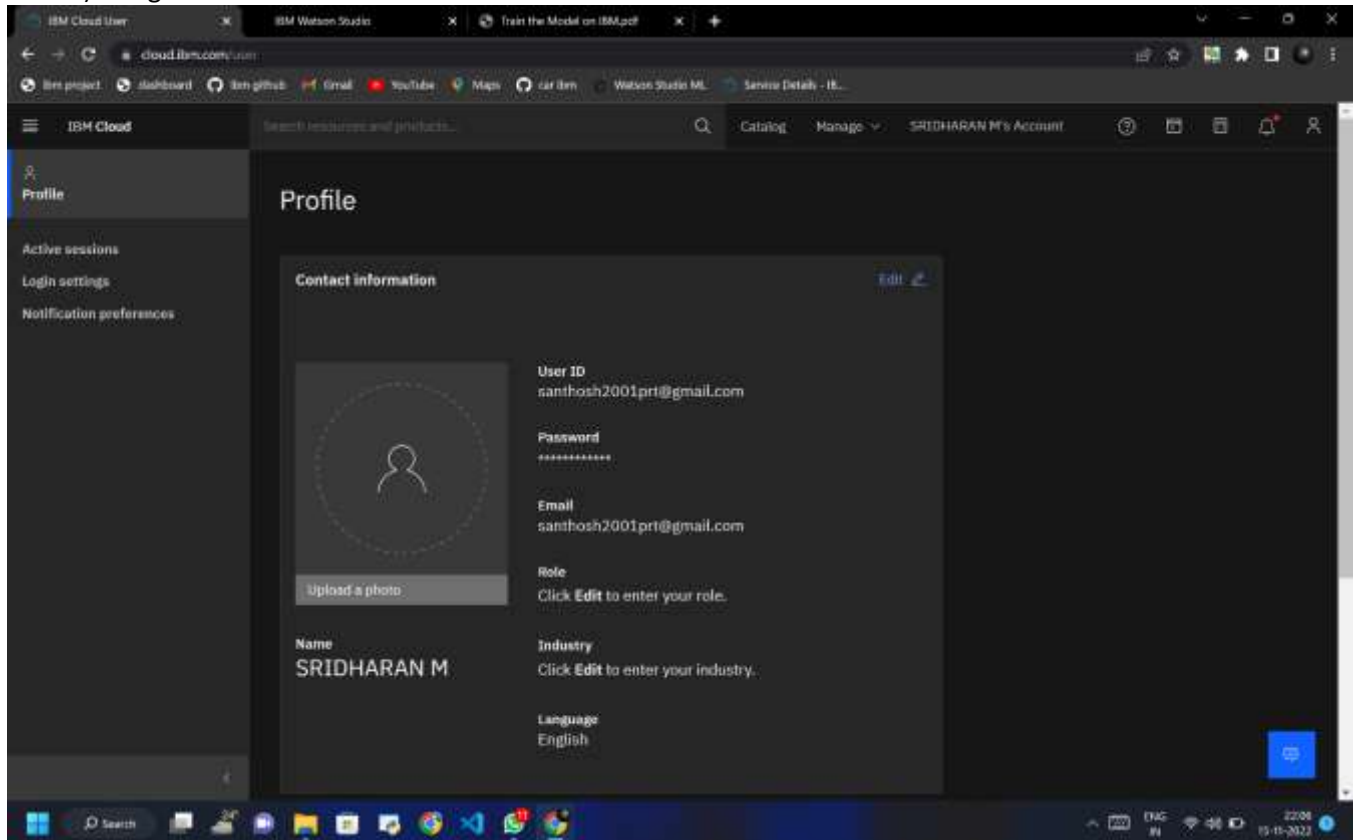 IBM Cloud User
IBM Watson Studio
Train the Model on IBM.pdf
cloud.ibm.com/user
ibm project
dashboard
ibm github
Gmail
YouTube
Maps
car ibm
Watson Studio ML
Service Details - IB...
IBM Cloud
Search resources and products...
Catalog
Manage
SRIDHARAN M's Account
Profile
Active sessions
Login settings
Notification preferences
Profile
Contact information
Edit
User ID
santhosh2001prt@gmail.com
Password
************
Email
santhosh2001prt@gmail.com
Role
Click Edit to enter your role.
Upload a photo
Name
SRIDHARAN M
Industry
Click Edit to enter your industry.
Language
English
Search
24°
ENG
IN
22:08
15-11-2022